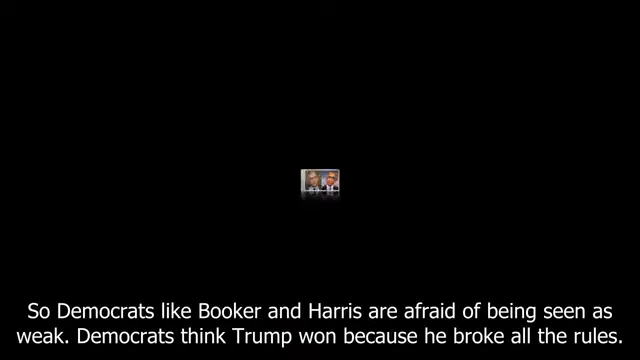 So Democrats like Booker and Harris are afraid of being seen as
weak. Democrats think Trump won because he broke all the rules.